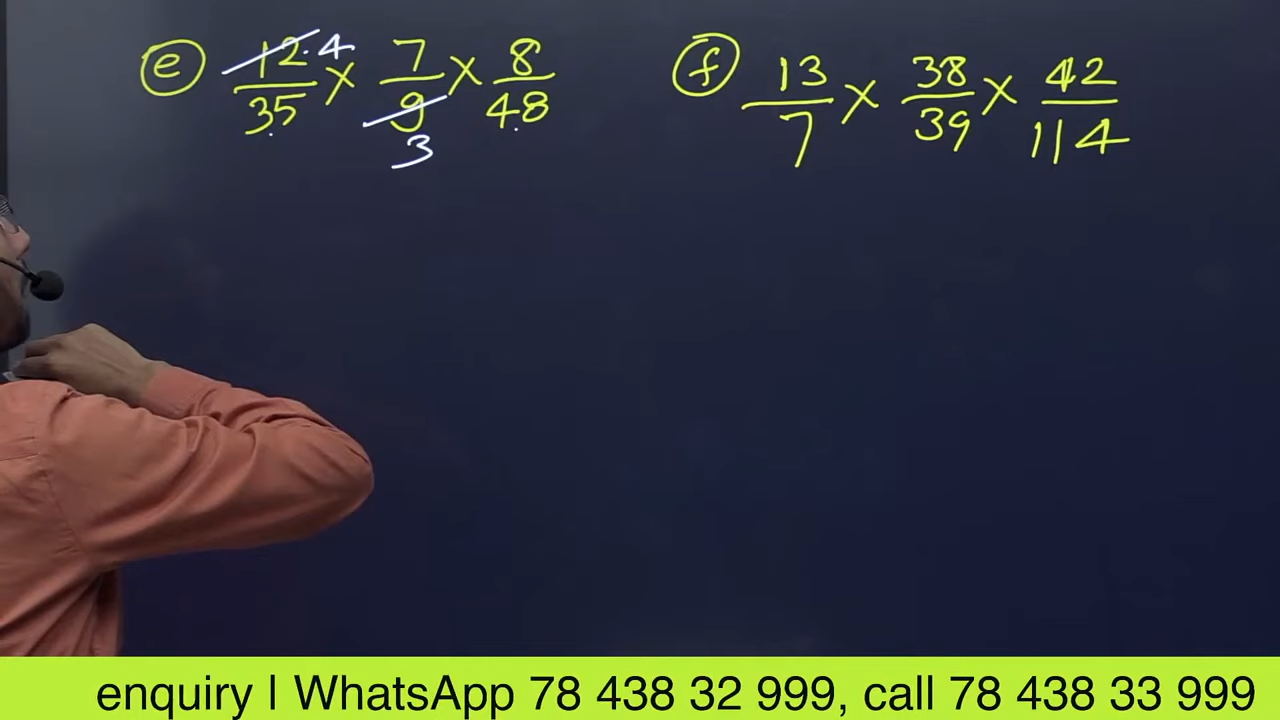 e 12/35 × 7/9 × 8/48
4
3
f 13/7 × 38/39 × 42/114
enquiry | WhatsApp 78 438 32 999, call 78 438 33 999